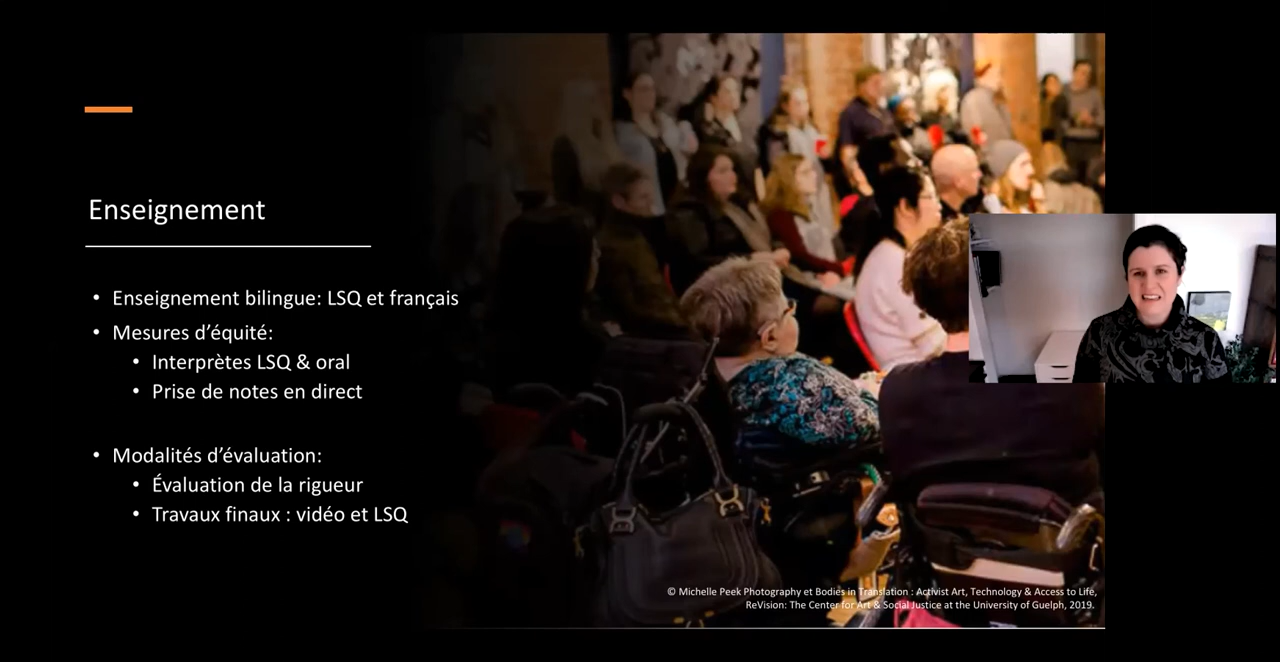 Enseignement
• Enseignement bilingue: LSQ et français
• Mesures d’équité:
• Interprètes LSQ & oral
• Prise de notes en direct
• Modalités d’évaluation:
• Évaluation de la rigueur
• Travaux finaux : vidéo et LSQ
© Michelle Peek Photography et Bodies in Translation : Activist Art, Technology & Access to Life,
ReVision: The Center for Art & Social Justice at the University of Guelph, 2019.